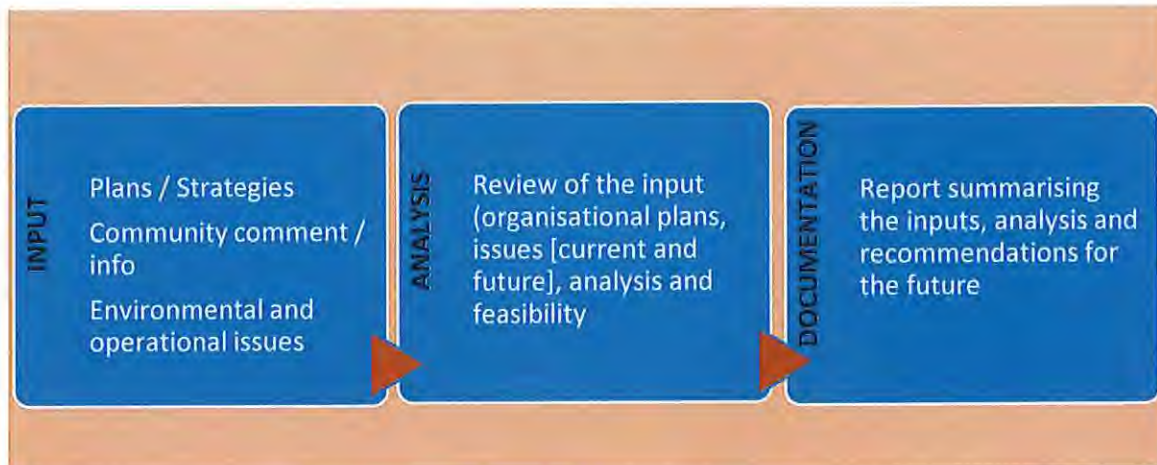 INPUT
Plans / Strategies
Community comment /
info
Environmental and
operational issues
ANALYSIS
Review of the input
(organisational plans,
issues [current and
future], analysis and
feasibility
DOCUMENTATION
Report summarising
the inputs, analysis and
recommendations for
the future